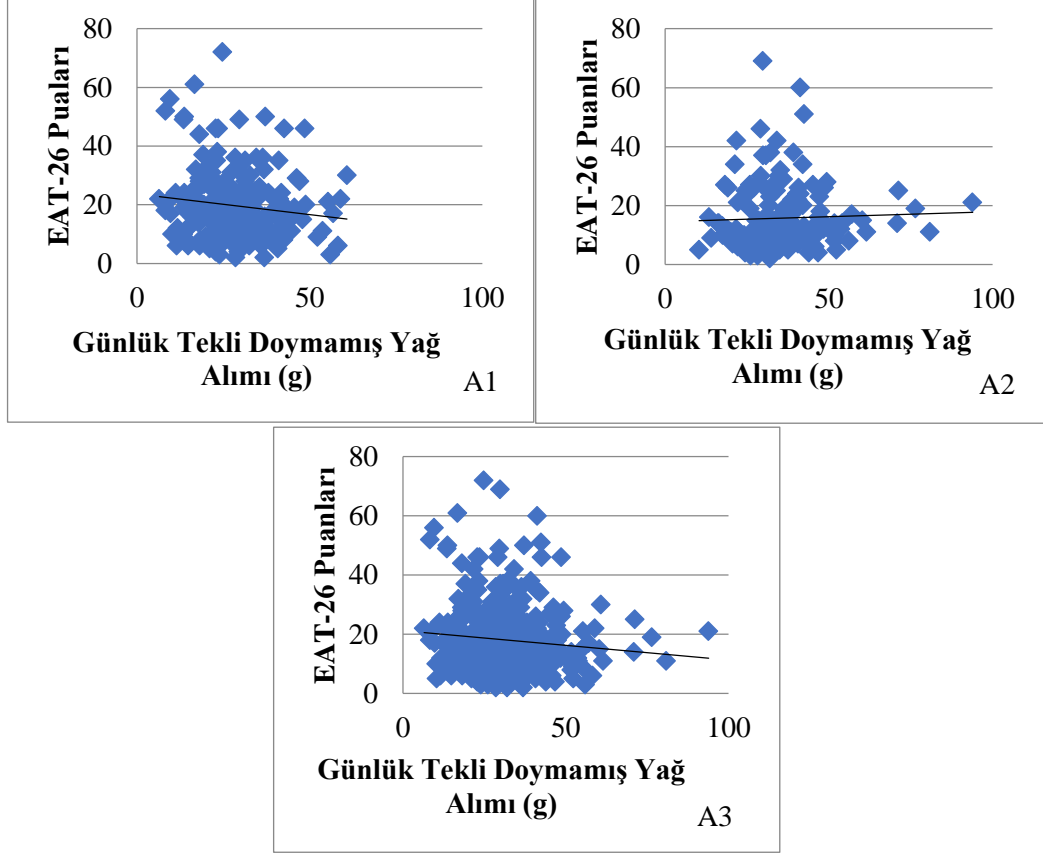 80
60
40
20
0
EAT-26 Puaları
0 50 100
Günlük Tekli Doymamış Yağ
Alımı (g)
A1
80
60
40
20
0
EAT-26 Puanları
0 50 100
Günlük Tekli Doymamış Yağ
Alımı (g)
A2
80
60
40
20
0
EAT-26 Puanları
0 50 100
Günlük Tekli Doymamış Yağ
Alımı (g)
A3